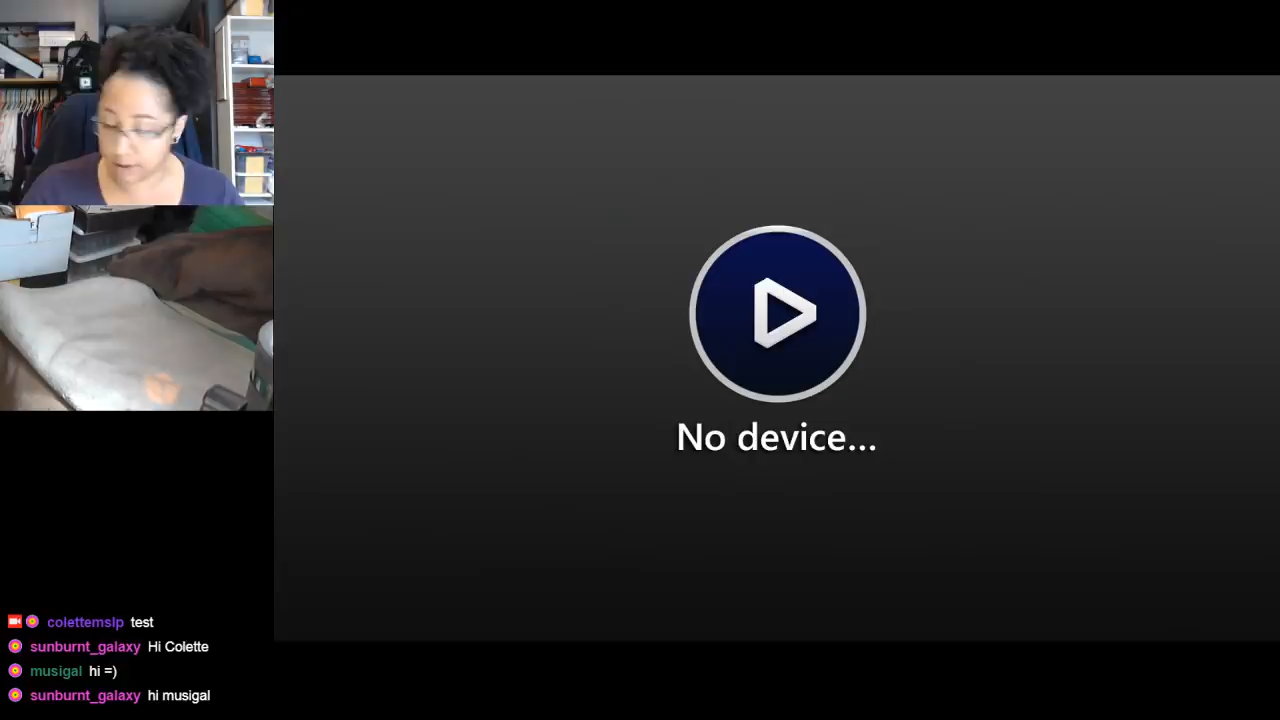 No device...
colettemslp test
sunburnt_galaxy Hi Colette
musigal hi =)
sunburnt_galaxy hi musigal